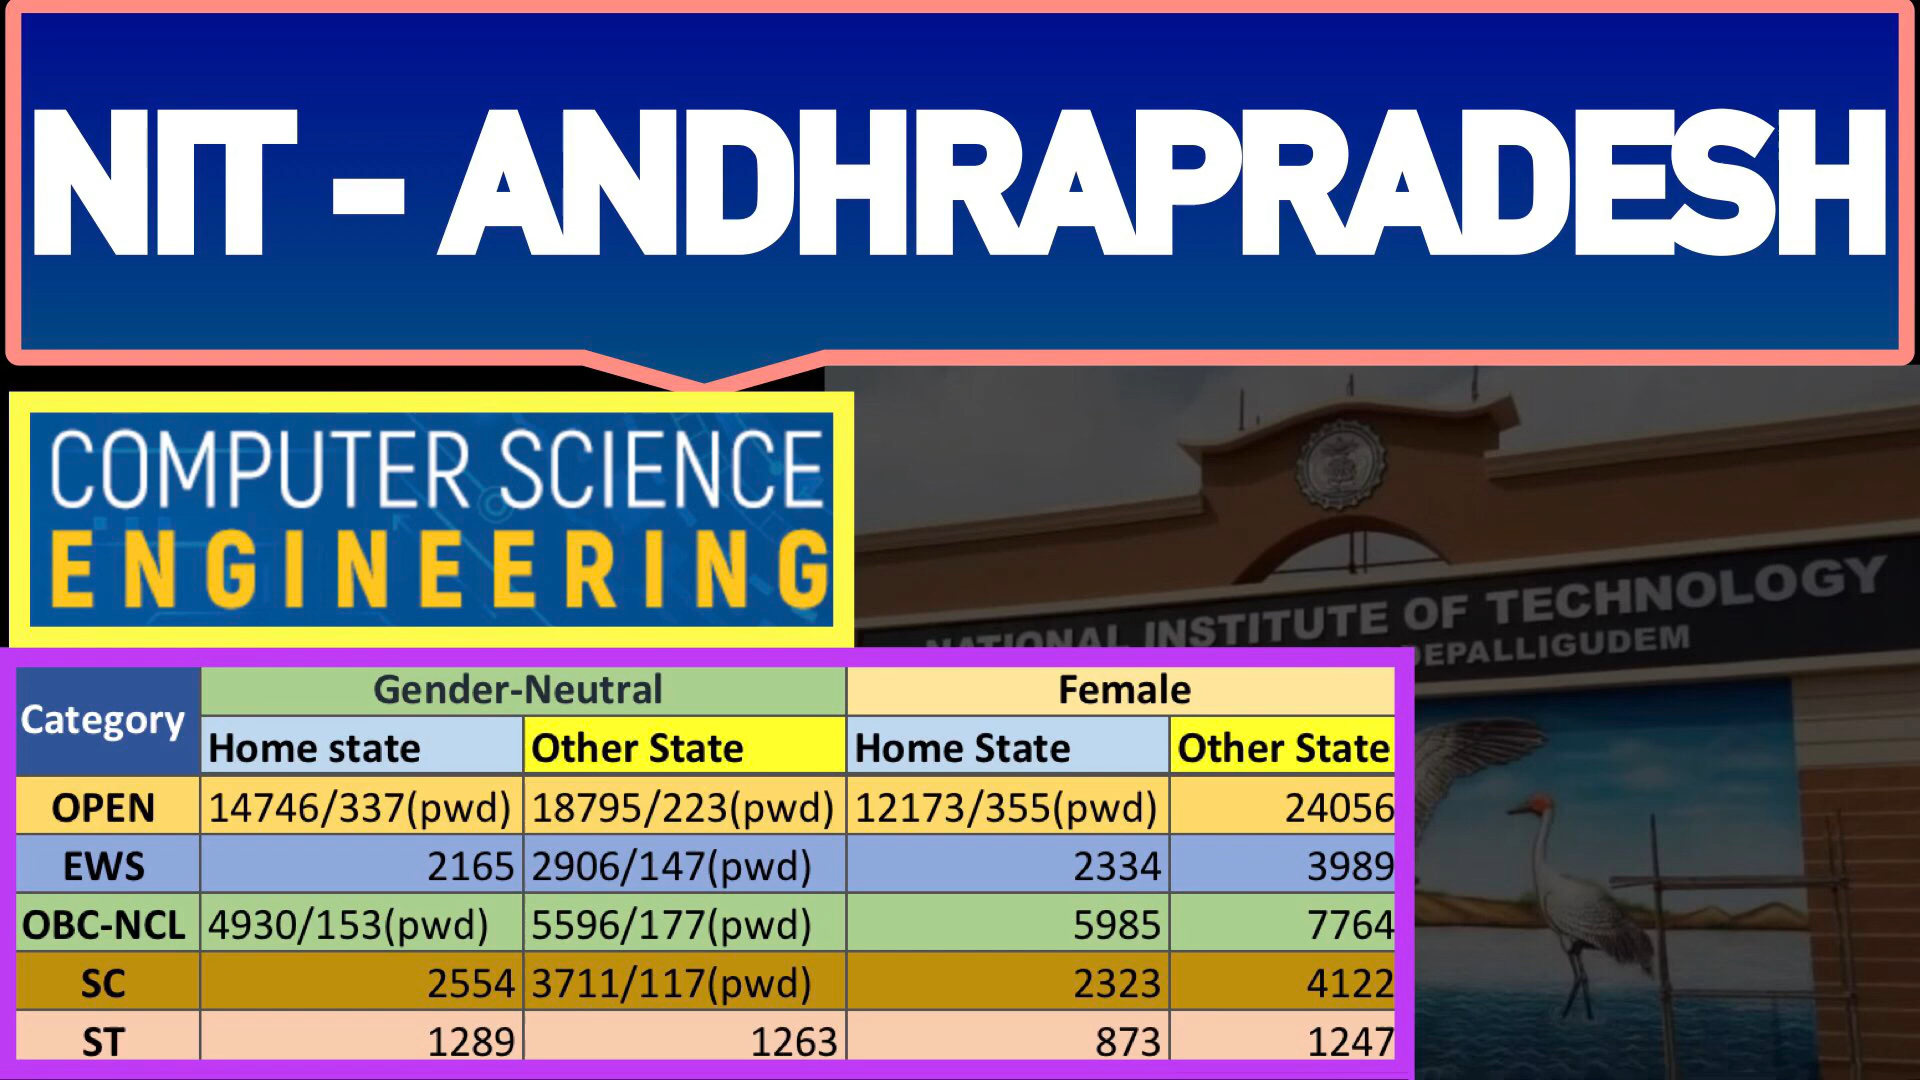 NIT - ANDHRAPRADESH
COMPUTER SCIENCE
ENGINEERING
NATIONAL INSTITUTE OF TECHNOLOGY
DEPALLIGUDEM
Category Gender-Neutral Female
Home state Other State Home State Other State
OPEN 14746/337(pwd) 18795/223(pwd) 12173/355(pwd) 24056
EWS 2165 2906/147(pwd) 2334 3989
OBC-NCL 4930/153(pwd) 5596/177(pwd) 5985 7764
SC 2554 3711/117(pwd) 2323 4122
ST 1289 1263 873 1247